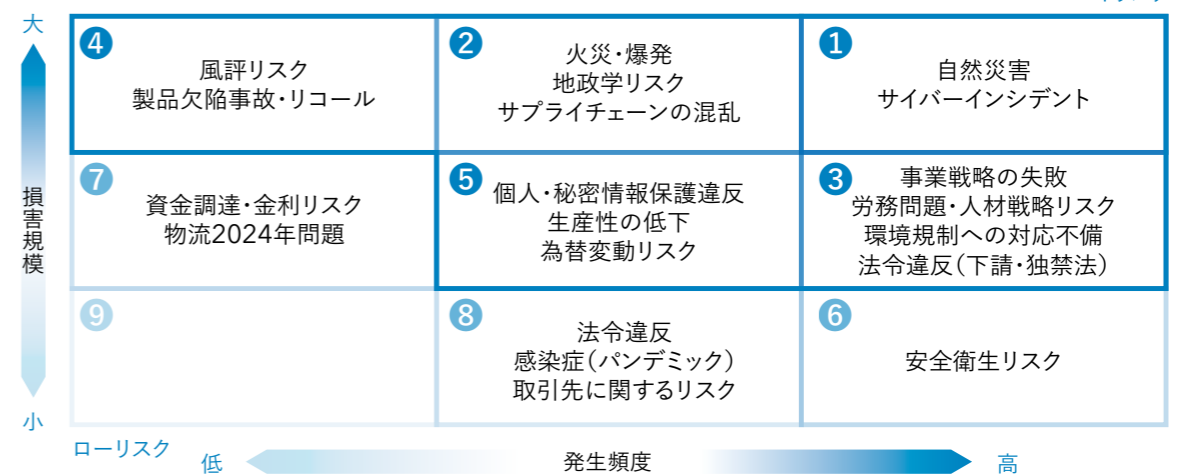 大
❹
風評リスク
製品欠陥事故・リコール
❷
火災・爆発
地政学リスク
サプライチェーンの混乱
❶
自然災害
サイバーインシデント
損害規模
❼
資金調達・金利リスク
物流2024年問題
❺
個人・秘密情報保護違反
生産性の低下
為替変動リスク
❸
事業戦略の失敗
労務問題・人材戦略リスク
環境規制への対応不備
法令違反(下請・独禁法)
❾
❽
法令違反
感染症(パンデミック)
取引先に関するリスク
❻
安全衛生リスク
小
ローリスク
低
発生頻度
高